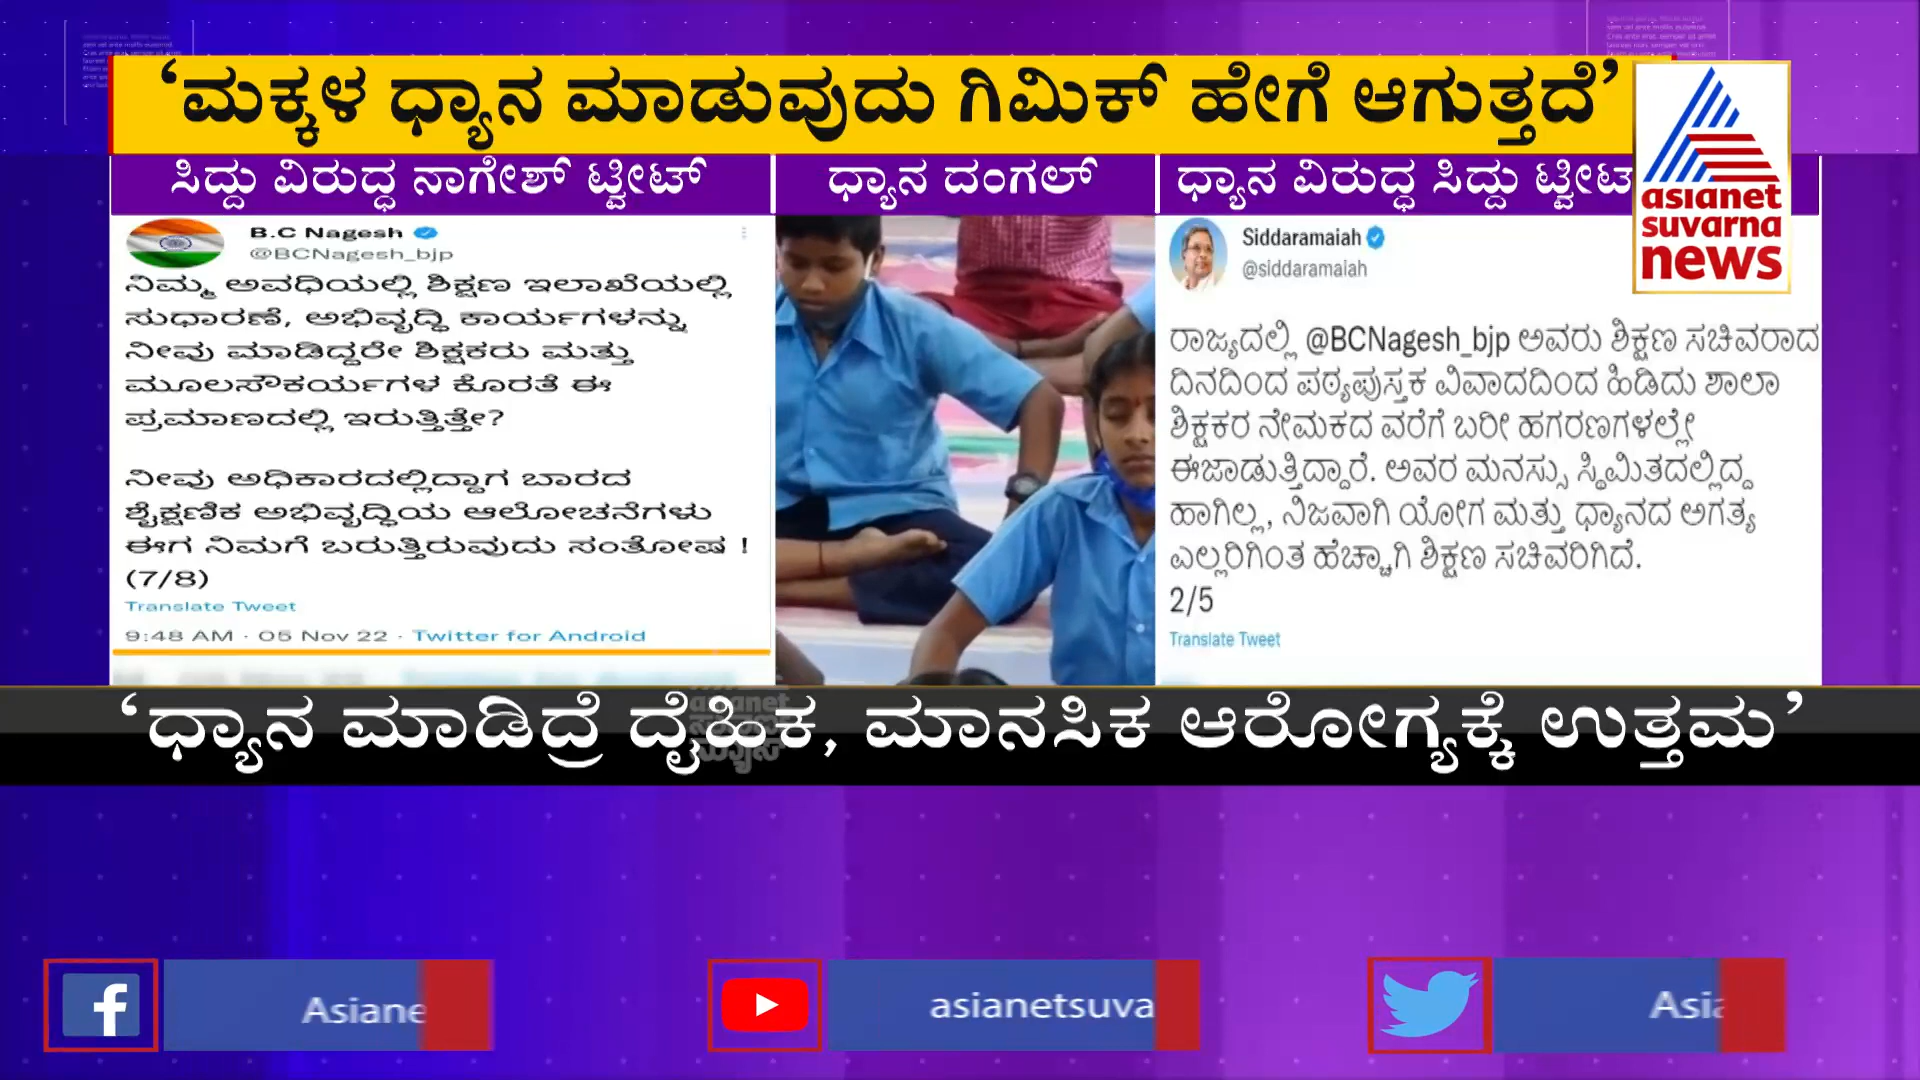 ‘ಮಕ್ಕಳ ಧ್ಯಾನ ಮಾಡುವುದು ಗಿಮಿಕ್ ಹೇಗೆ ಆಗುತ್ತದೆ’
asianet
suvarna
news
ಸಿದ್ದು ವಿರುದ್ಧ ನಾಗೇಶ್ ಟ್ವೀಟ್
ಧ್ಯಾನ ದಂಗಲ್
ಧ್ಯಾನ ವಿರುದ್ಧ ಸಿದ್ದು ಟ್ವೀಟ್
B.C Nagesh
@BCNagesh_bjp
ನಿಮ್ಮ ಅವಧಿಯಲ್ಲಿ ಶಿಕ್ಷಣ ಇಲಾಖೆಯಲ್ಲಿ
ಸುಧಾರಣೆ, ಅಭಿವೃದ್ಧಿ ಕಾರ್ಯಗಳನ್ನು
ನೀವು ಮಾಡಿದ್ದರೇ ಶಿಕ್ಷಕರು ಮತ್ತು
ಮೂಲಸೌಕರ್ಯಗಳ ಕೊರತೆ ಈ
ಪ್ರಮಾಣದಲ್ಲಿ ಇರುತ್ತಿತ್ತೇ?
ನೀವು ಅಧಿಕಾರದಲ್ಲಿದ್ದಾಗ ಬಾರದ
ಶೈಕ್ಷಣಿಕ ಅಭಿವೃದ್ಧಿಯ ಆಲೋಚನೆಗಳು
ಈಗ ನಿಮಗೆ ಬರುತ್ತಿರುವುದು ಸಂತೋಷ !
(7/8)
Translate Tweet
9:48 AM · 05 Nov 22 · Twitter for Android
Siddaramaiah
@siddaramaiah
ರಾಜ್ಯದಲ್ಲಿ @BCNagesh_bjp ಅವರು ಶಿಕ್ಷಣ ಸಚಿವರಾದ
ದಿನದಿಂದ ಪಠ್ಯಪುಸ್ತಕ ವಿವಾದದಿಂದ ಹಿಡಿದು ಶಾಲಾ
ಶಿಕ್ಷಕರ ನೇಮಕದ ವರೆಗೆ ಬರೀ ಹಗರಣಗಳಲ್ಲೇ
ಈಜಾಡುತ್ತಿದ್ದಾರೆ. ಅವರ ಮನಸ್ಸು ಸ್ಥಿಮಿತದಲ್ಲಿದ್ದ
ಹಾಗಿಲ್ಲ, ನಿಜವಾಗಿ ಯೋಗ ಮತ್ತು ಧ್ಯಾನದ ಅಗತ್ಯ
ಎಲ್ಲರಿಗಿಂತ ಹೆಚ್ಚಾಗಿ ಶಿಕ್ಷಣ ಸಚಿವರಿಗಿದೆ.
2/5
Translate Tweet
‘ಧ್ಯಾನ ಮಾಡಿದ್ರೆ ದೈಹಿಕ, ಮಾನಸಿಕ ಆರೋಗ್ಯಕ್ಕೆ ಉತ್ತಮ’
Asiane
asianetsuva
Asia